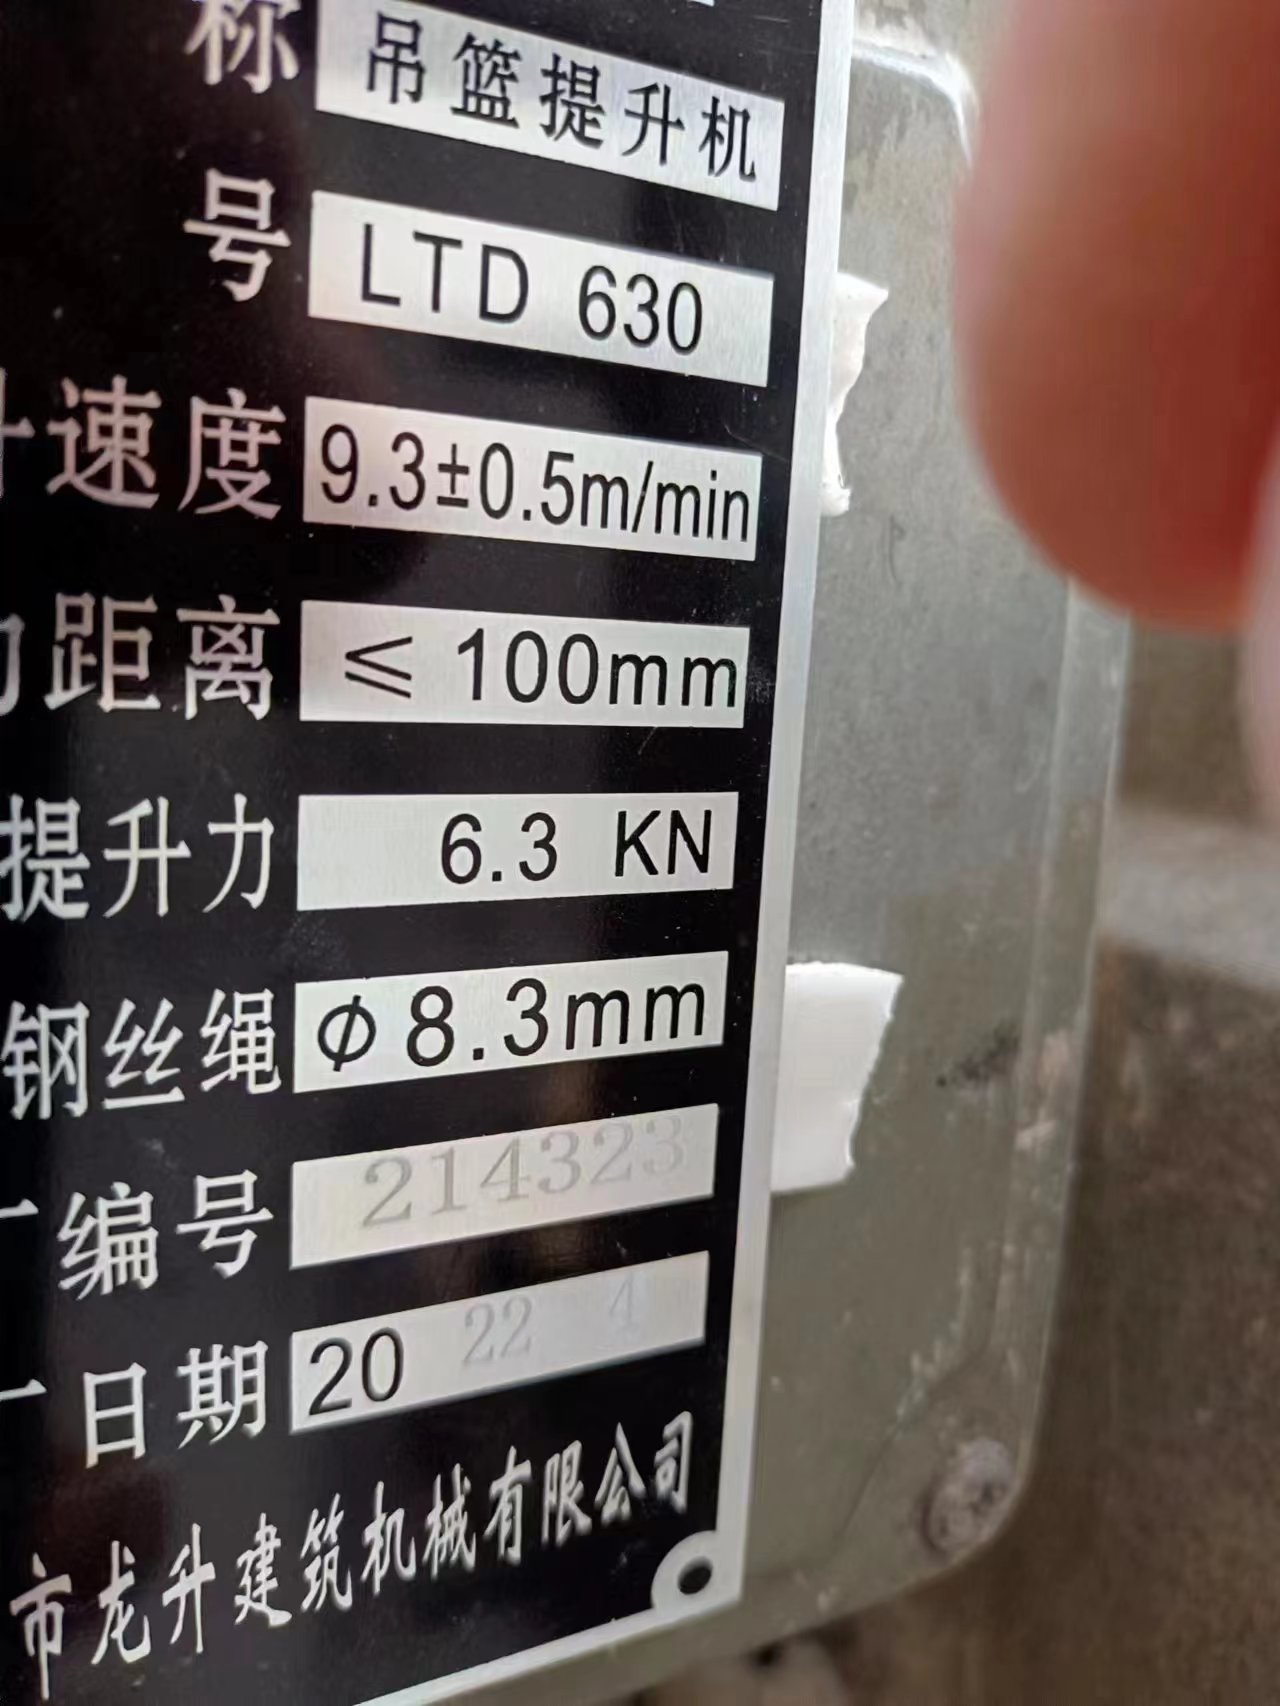 称 吊篮提升机
号 LTD 630
升速度 9.3±0.5m/min
距离 ≤100mm
提升力 6.3 KN
钢丝绳 φ8.3mm
编号 214323
日期 2022 4
市龙升建筑机械有限公司